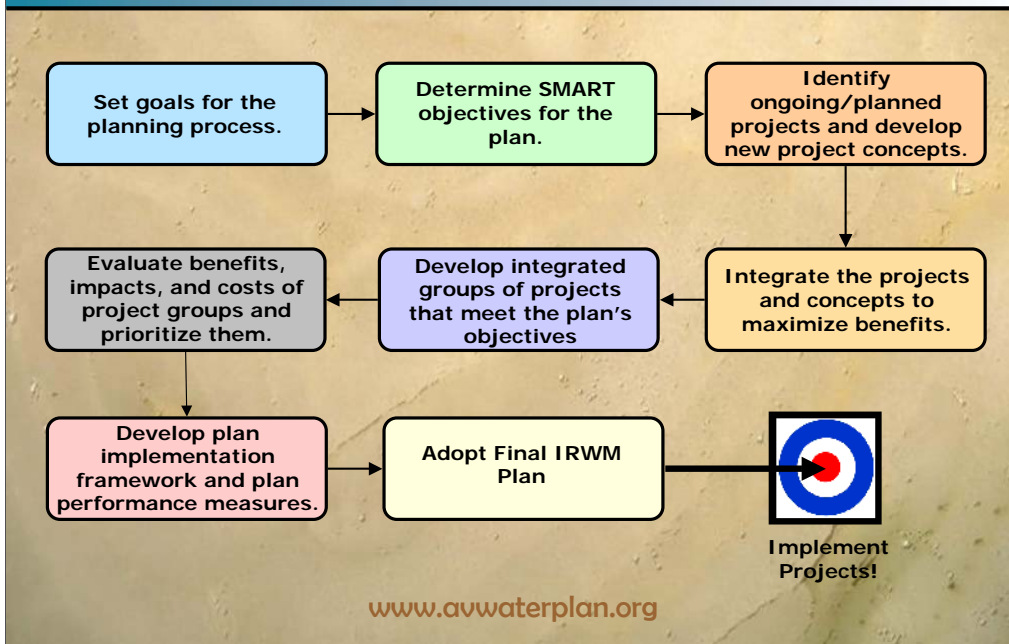 Set goals for the
planning process.
Determine SMART
objectives for the
plan.
Identify
ongoing/planned
projects and develop
new project concepts.
Integrate the projects
and concepts to
maximize benefits.
Develop integrated
groups of projects
that meet the plan's
objectives
Evaluate benefits,
impacts, and costs of
project groups and
prioritize them.
Develop plan
implementation
framework and plan
performance measures.
Adopt Final IRWM
Plan
Implement
Projects!
www.avwaterplan.org